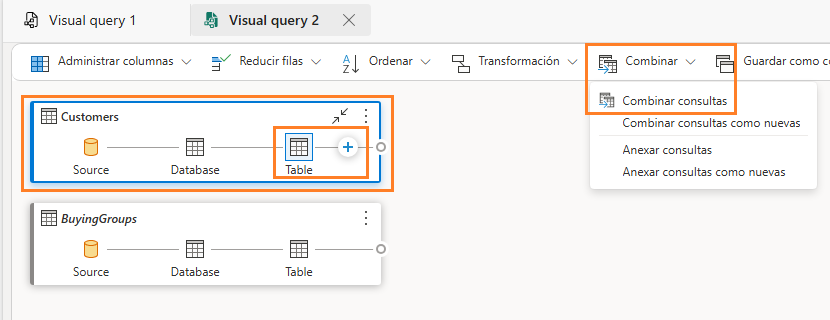 Visual query 1
Visual query 2
Administrar columnas
Reducir filas
Ordenar
Transformación
Combinar
Guardar como co
Combinar consultas
Combinar consultas como nuevas
Anexar consultas
Anexar consultas como nuevas
Customers
Source
Database
Table
BuyingGroups
Source
Database
Table